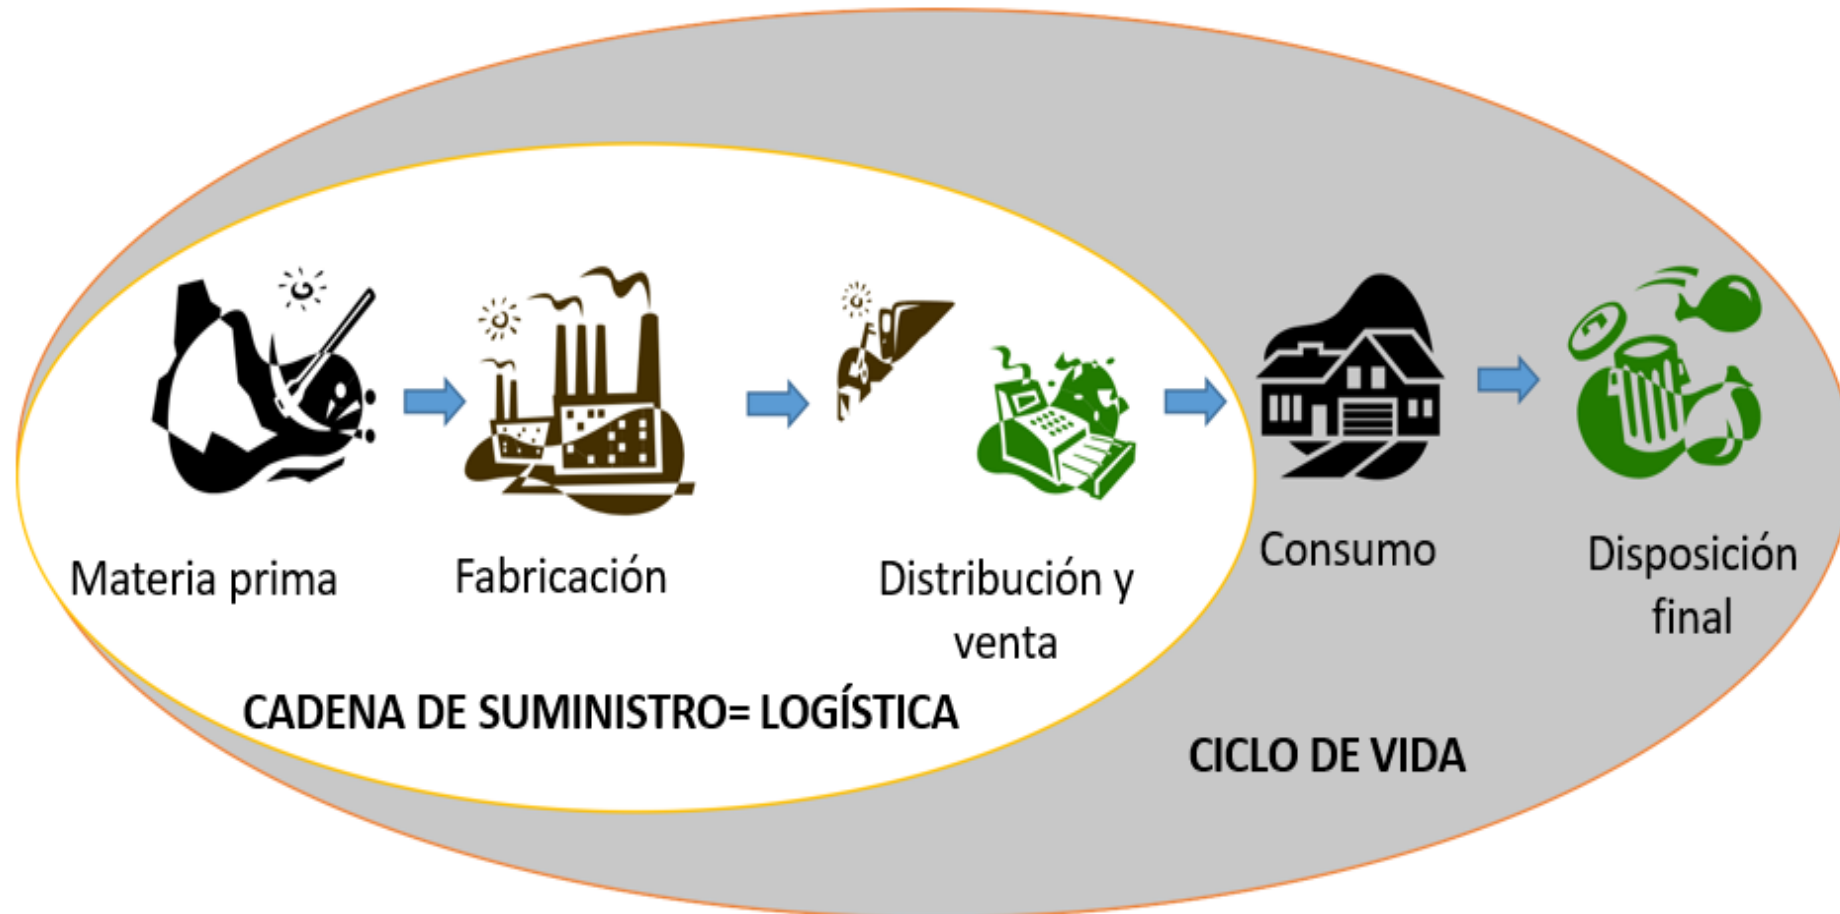 Materia prima
Fabricación
Distribución y
venta
Consumo
Disposición
final
CADENA DE SUMINISTRO= LOGÍSTICA
CICLO DE VIDA